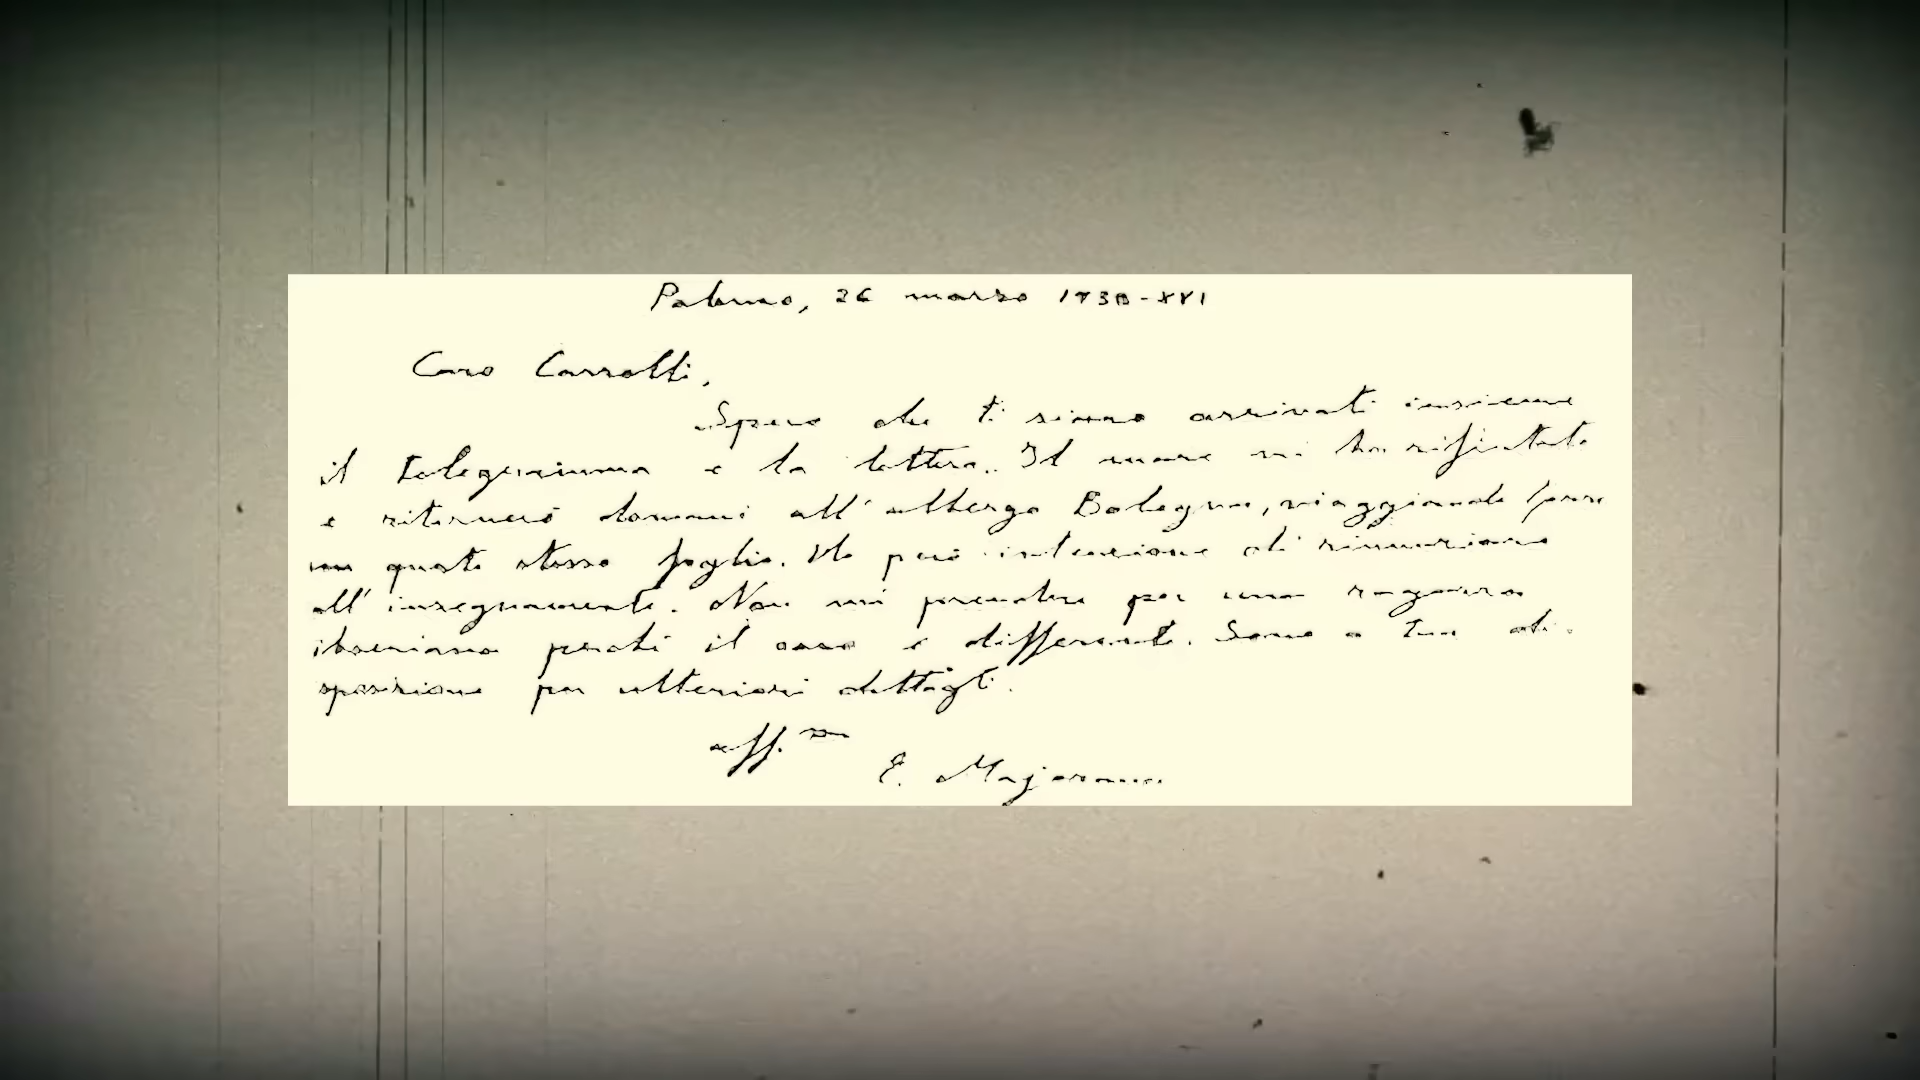 Palermo, 26 marzo 1938-XVI
Caro Carrelli,
Spero che ti siano arrivati insieme
il telegramma e la lettera. Il mare mi ha rifiutato
e ritornerò domani all'albergo Bologna, viaggiando forse
con questo stesso foglio. Ho però intenzione di rinunziare
all'insegnamento. Non mi prendere per una ragazza
ibseniana perché il caso è differente. Sono a tua di-
sposizione per ulteriori dettagli.
aff.mo
E. Majorana